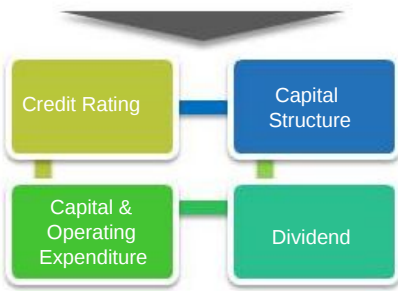 Credit Rating
Capital
Structure
Capital &
Operating
Expenditure
Dividend